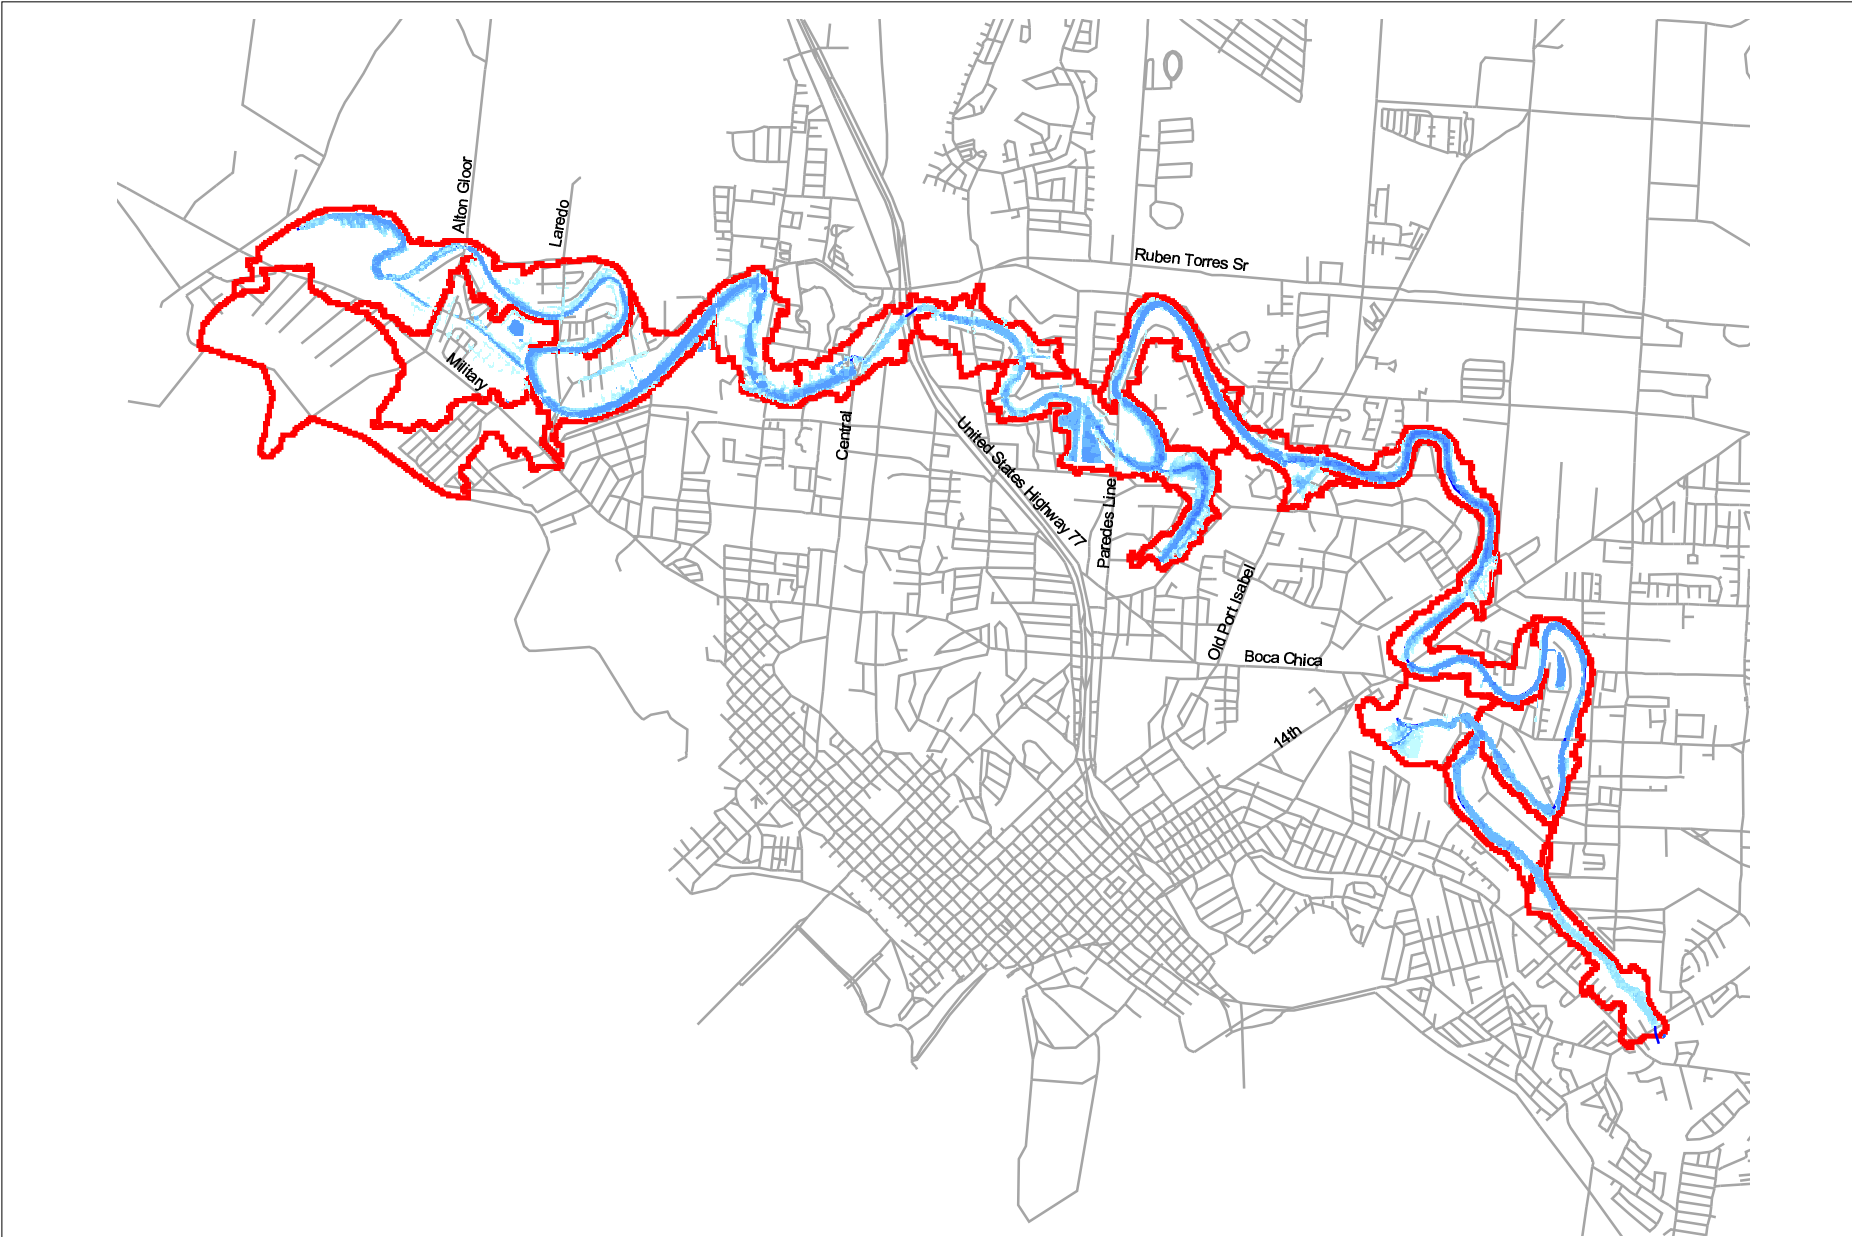 Alton Gloor
Laredo
Ruben Torres Sr
Military
Central
United States Highway 77
Paredes Line
Old Port Isabel
Boca Chica
14th